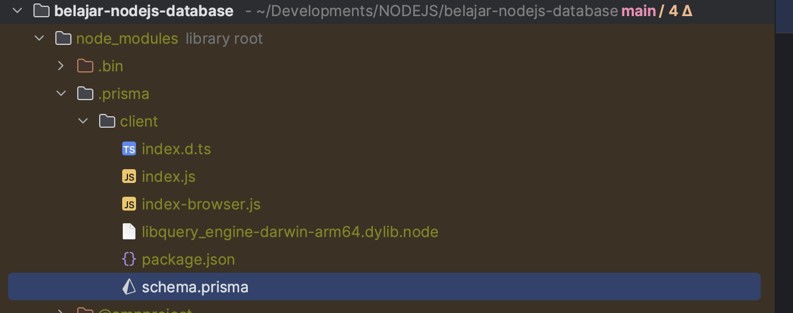 belajar-nodejs-database - ~/Developments/NODEJS/belajar-nodejs-database main / 4 Δ
node_modules library root
.bin
.prisma
client
TS index.d.ts
JS index.js
JS index-browser.js
libquery_engine-darwin-arm64.dylib.node
{} package.json
schema.prisma